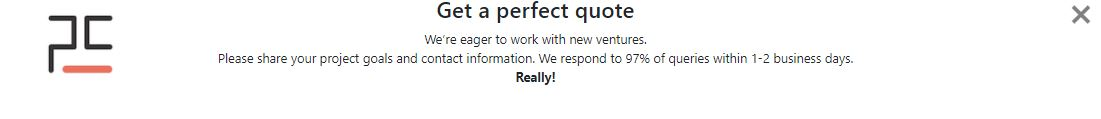 Get a perfect quote
We're eager to work with new ventures.
Please share your project goals and contact information. We respond to 97% of queries within 1-2 business days.
Really!